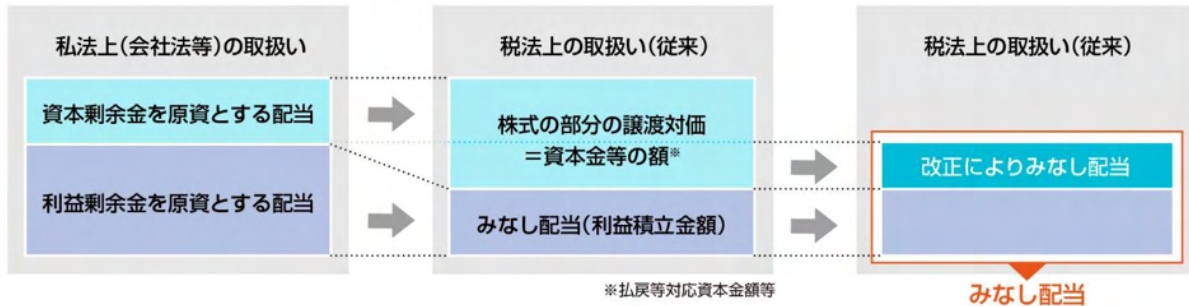 私法上(会社法等)の取扱い
資本剰余金を原資とする配当
利益剰余金を原資とする配当
税法上の取扱い(従来)
株式の部分の譲渡対価
＝資本金等の額※
みなし配当(利益積立金額)
※払戻等対応資本金額等
税法上の取扱い(従来)
改正によりみなし配当
みなし配当